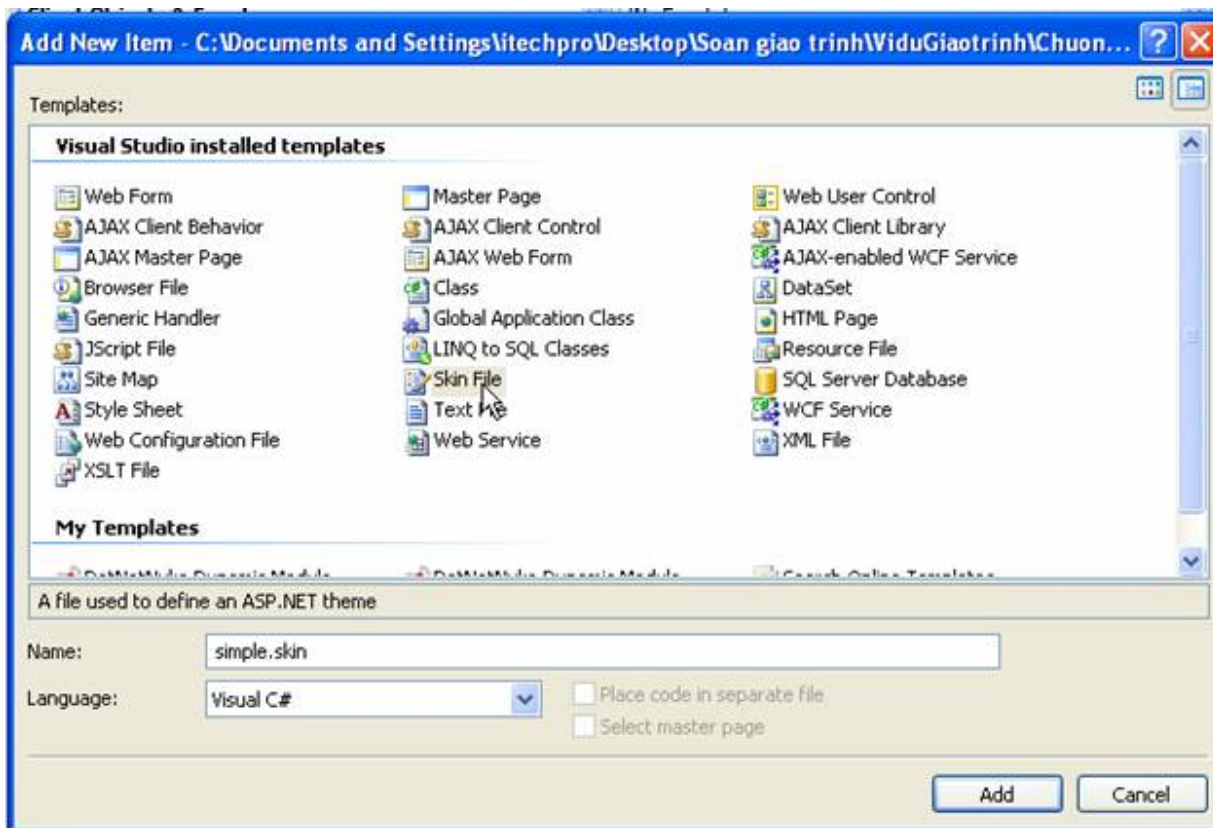 Add New Item - C:\Documents and Settings\itechpro\Desktop\Soan giao trinh\ViduGiaotrinh\Chuon...
Templates:
Visual Studio installed templates
Web Form Master Page Web User Control
AJAX Client Behavior AJAX Client Control AJAX Client Library
AJAX Master Page AJAX Web Form AJAX-enabled WCF Service
Browser File Class DataSet
Generic Handler Global Application Class HTML Page
JScript File LINQ to SQL Classes Resource File
Site Map Skin File SQL Server Database
Style Sheet Text WCF Service
Web Configuration File Web Service XML File
XSLT File
My Templates
A file used to define an ASP.NET theme
Name: simple.skin
Language: Visual C# Place code in separate file
Select master page
Add Cancel